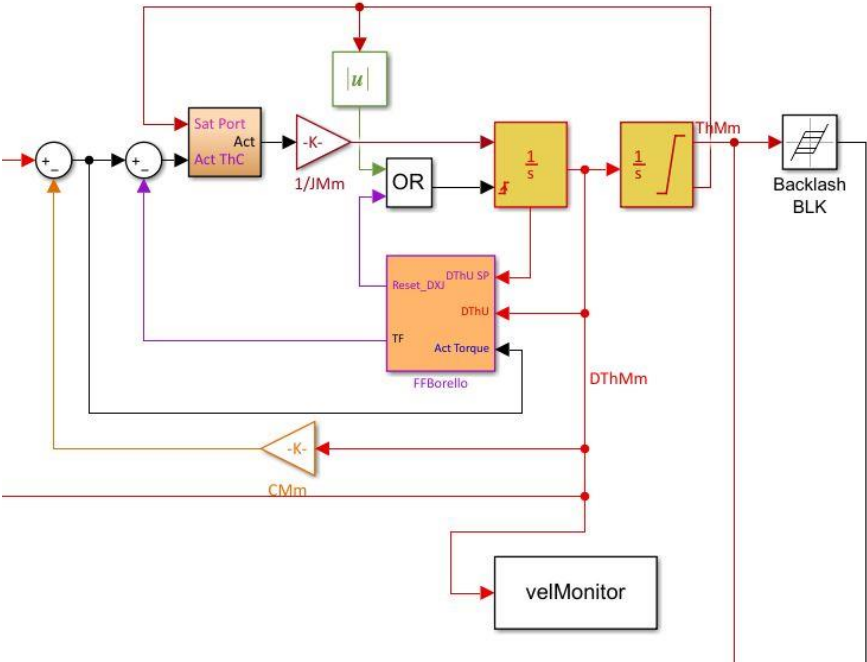 |u|
Sat Port
Act
Act ThC
-K-
1/JMm
OR
1
s
1
s
ThMm
Backlash
BLK
DThU SP
Reset_DXJ
DThU
TF
Act Torque
FFBorello
DThMm
-K-
CMm
velMonitor